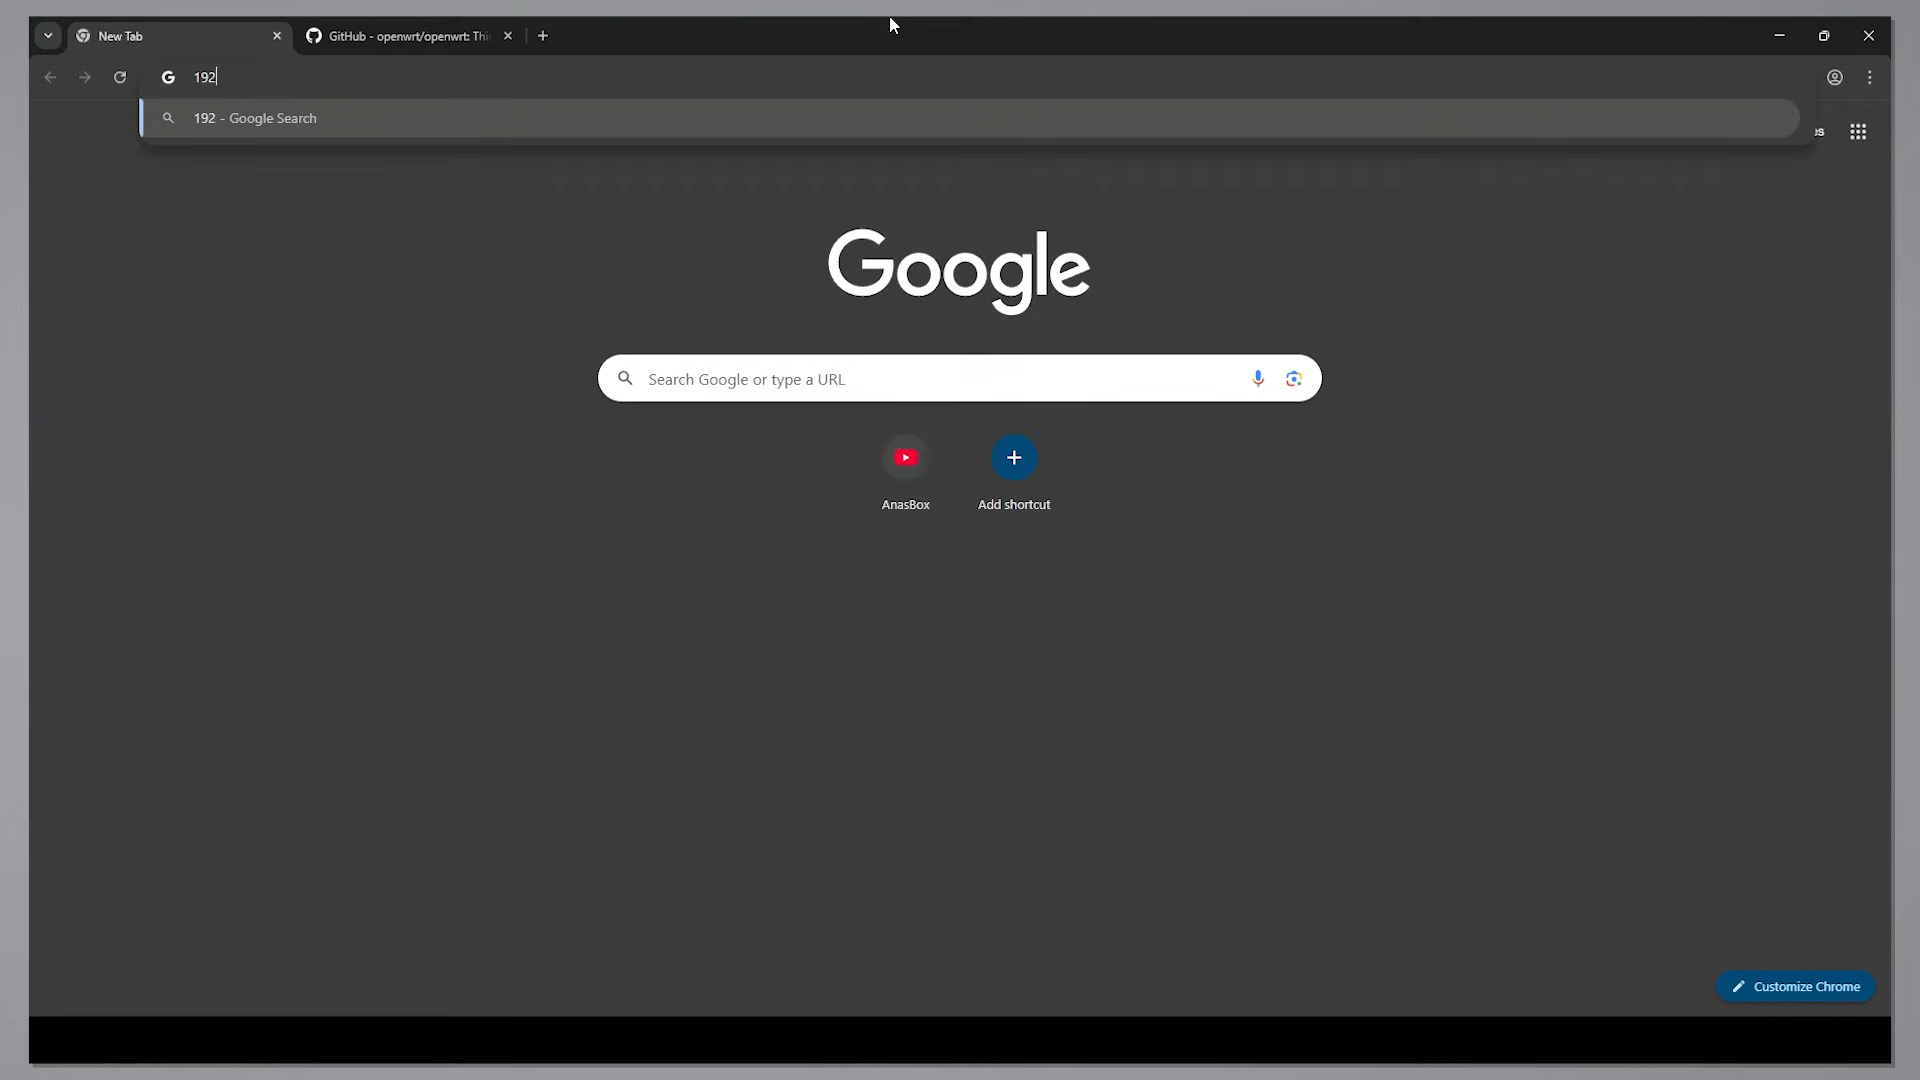 New Tab
GitHub - openwrt/openwrt: Thi
192
192 - Google Search
es
Google
Search Google or type a URL
AnasBox
Add shortcut
Customize Chrome